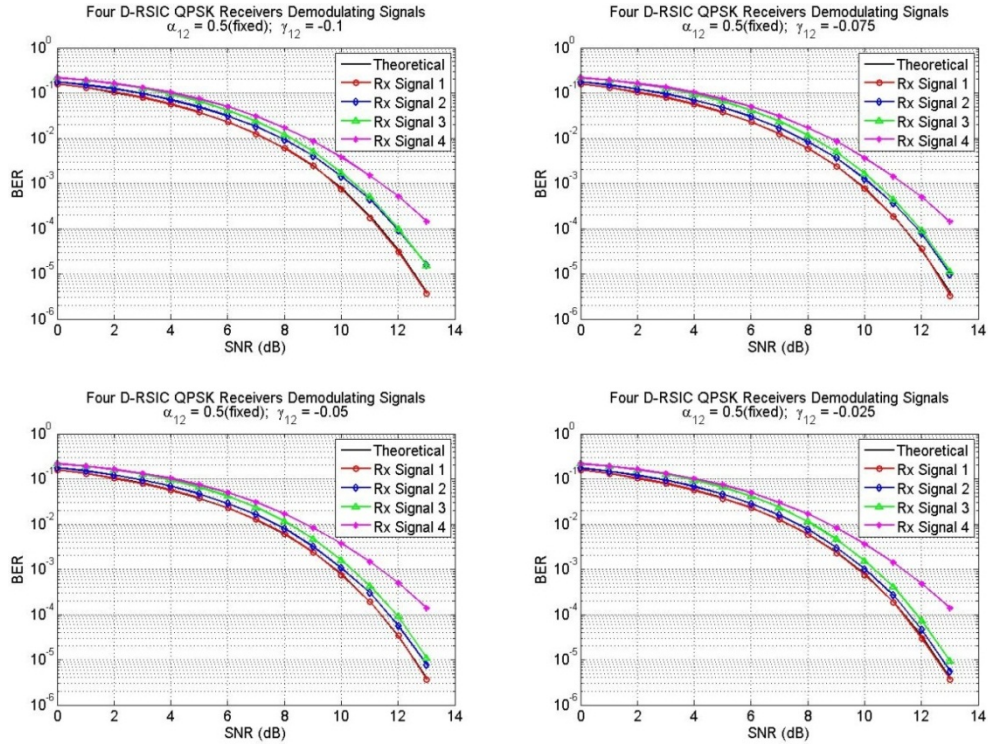 Four D-RSIC QPSK Receivers Demodulating Signals
α12 = 0.5(fixed); γ12 = -0.1
10^0
10^-1
10^-2
10^-3
10^-4
10^-5
10^-6
BER
0 2 4 6 8 10 12 14
SNR (dB)
Theoretical
Rx Signal 1
Rx Signal 2
Rx Signal 3
Rx Signal 4
Four D-RSIC QPSK Receivers Demodulating Signals
α12 = 0.5(fixed); γ12 = -0.075
10^0
10^-1
10^-2
10^-3
10^-4
10^-5
10^-6
BER
0 2 4 6 8 10 12 14
SNR (dB)
Theoretical
Rx Signal 1
Rx Signal 2
Rx Signal 3
Rx Signal 4
Four D-RSIC QPSK Receivers Demodulating Signals
α12 = 0.5(fixed); γ12 = -0.05
10^0
10^-1
10^-2
10^-3
10^-4
10^-5
10^-6
BER
0 2 4 6 8 10 12 14
SNR (dB)
Theoretical
Rx Signal 1
Rx Signal 2
Rx Signal 3
Rx Signal 4
Four D-RSIC QPSK Receivers Demodulating Signals
α12 = 0.5(fixed); γ12 = -0.025
10^0
10^-1
10^-2
10^-3
10^-4
10^-5
10^-6
BER
0 2 4 6 8 10 12 14
SNR (dB)
Theoretical
Rx Signal 1
Rx Signal 2
Rx Signal 3
Rx Signal 4